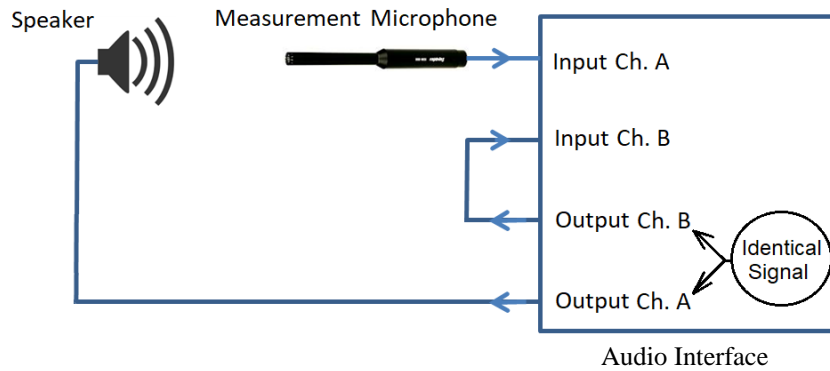 Speaker
Measurement Microphone
Input Ch. A
Input Ch. B
Output Ch. B
Identical
Signal
Output Ch. A
Audio Interface